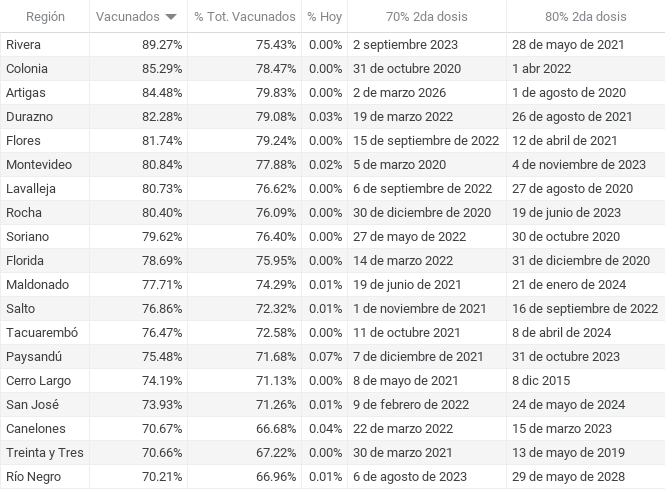 Región Vacunados % Tot. Vacunados % Hoy 70% 2da dosis 80% 2da dosis
Rivera 89.27% 75.43% 0.00% 2 septiembre 2023 28 de mayo de 2021
Colonia 85.29% 78.47% 0.00% 31 de octubre 2020 1 abr 2022
Artigas 84.48% 79.83% 0.00% 2 de marzo 2026 1 de agosto de 2020
Durazno 82.28% 79.08% 0.03% 19 de marzo 2022 26 de agosto de 2021
Flores 81.74% 79.24% 0.00% 15 de septiembre de 2022 12 de abril de 2021
Montevideo 80.84% 77.88% 0.02% 5 de marzo 2020 4 de noviembre de 2023
Lavalleja 80.73% 76.62% 0.00% 6 de septiembre de 2022 27 de agosto de 2020
Rocha 80.40% 76.09% 0.00% 30 de diciembre de 2020 19 de junio de 2023
Soriano 79.62% 76.40% 0.00% 27 de mayo de 2022 30 de octubre 2020
Florida 78.69% 75.95% 0.00% 14 de marzo 2022 31 de diciembre de 2020
Maldonado 77.71% 74.29% 0.01% 19 de junio de 2021 21 de enero de 2024
Salto 76.86% 72.32% 0.01% 1 de noviembre de 2021 16 de septiembre de 2022
Tacuarembó 76.47% 72.58% 0.00% 11 de octubre 2021 8 de abril de 2024
Paysandú 75.48% 71.68% 0.07% 7 de diciembre de 2021 31 de octubre 2023
Cerro Largo 74.19% 71.13% 0.00% 8 de mayo de 2021 8 dic 2015
San José 73.93% 71.26% 0.01% 9 de febrero de 2022 24 de mayo de 2024
Canelones 70.67% 66.68% 0.04% 22 de marzo 2022 15 de marzo 2023
Treinta y Tres 70.66% 67.22% 0.00% 30 de marzo 2021 13 de mayo de 2019
Río Negro 70.21% 66.96% 0.01% 6 de agosto de 2023 29 de mayo de 2028